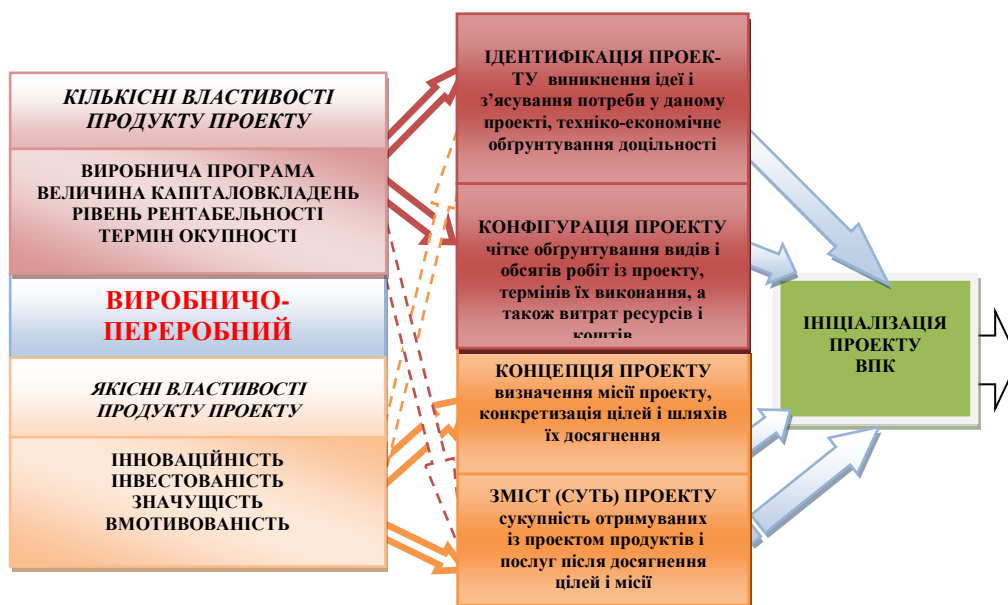 КІЛЬКІСНІ ВЛАСТИВОСТІ
ПРОДУКТУ ПРОЕКТУ
ВИРОБНИЧА ПРОГРАМА
ВЕЛИЧИНА КАПІТАЛОВКЛАДЕНЬ
РІВЕНЬ РЕНТАБЕЛЬНОСТІ
ТЕРМІН ОКУПНОСТІ
ВИРОБНИЧО-
ПЕРЕРОБНИЙ
ЯКІСНІ ВЛАСТИВОСТІ
ПРОДУКТУ ПРОЕКТУ
ІННОВАЦІЙНІСТЬ
ІНВЕСТОВАНІСТЬ
ЗНАЧУЩІСТЬ
ВМОТИВОВАНІСТЬ
ІДЕНТИФІКАЦІЯ ПРОЕК-
ТУ виникнення ідеї і
з’ясування потреби у даному
проекті, техніко-економічне
обґрунтування доцільності
КОНФІГУРАЦІЯ ПРОЕКТУ
чітке обґрунтування видів і
обсягів робіт із проекту,
термінів їх виконання, а
також витрат ресурсів і
коштів
КОНЦЕПЦІЯ ПРОЕКТУ
визначення місії проекту,
конкретизація цілей і шляхів
їх досягнення
ЗМІСТ (СУТЬ) ПРОЕКТУ
сукупність отримуваних
із проектом продуктів і
послуг після досягнення
цілей і місії
ІНІЦІАЛІЗАЦІЯ
ПРОЕКТУ
ВПК